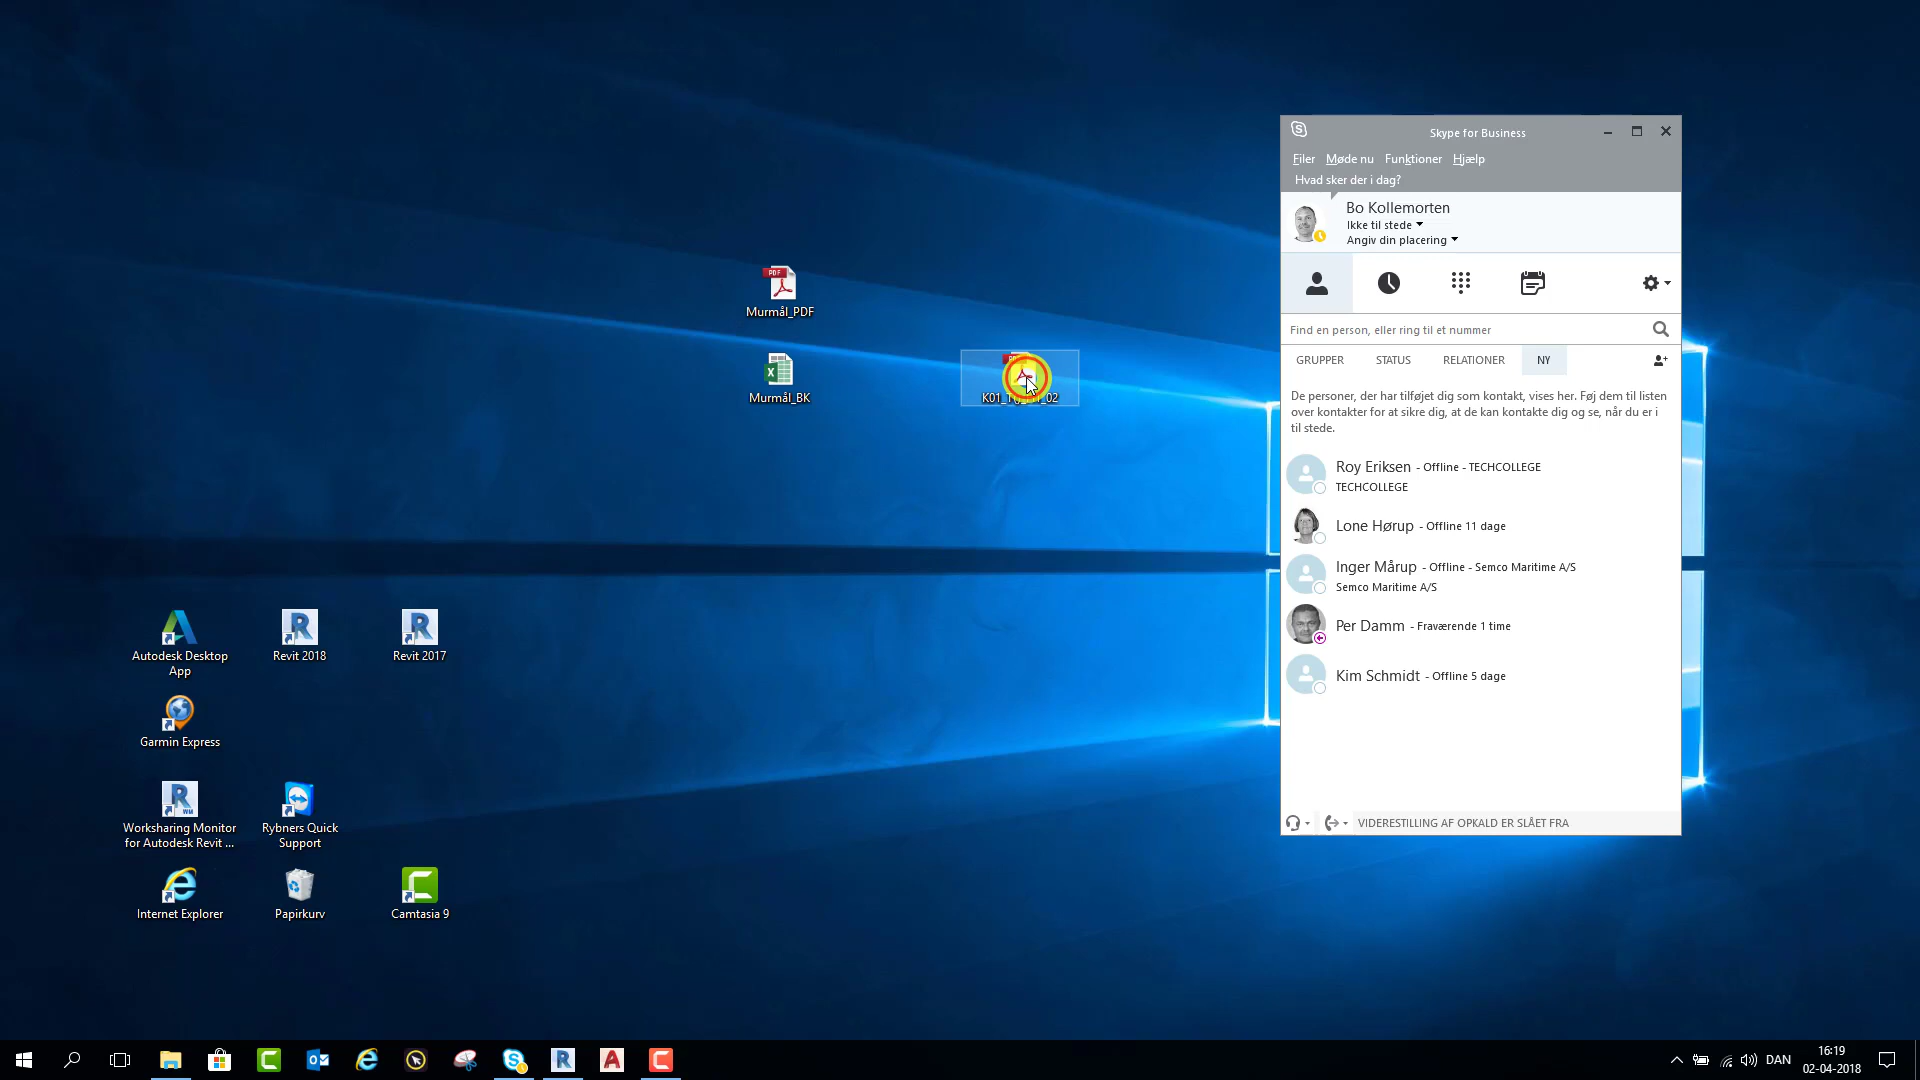 Skype for Business
Filer Møde nu Funktioner Hjælp
Hvad sker der i dag?
Bo Kollemorten
Ikke til stede
Angiv din placering
Find en person, eller ring til et nummer
GRUPPER STATUS RELATIONER NY
De personer, der har tilføjet dig som kontakt, vises her. Føj dem til listen
over kontakter for at sikre dig, at de kan kontakte dig og se, når du er i
til stede.
Roy Eriksen - Offline - TECHCOLLEGE
TECHCOLLEGE
Lone Hørup - Offline 11 dage
Inger Mårup - Offline - Semco Maritime A/S
Semco Maritime A/S
Per Damm - Fraværende 1 time
Kim Schmidt - Offline 5 dage
VIDERESTILLING AF OPKALD ER SLÅET FRA
PDF
Murmål_PDF
Murmål_BK
Autodesk Desktop
App
Revit 2018
Revit 2017
Garmin Express
Worksharing Monitor
for Autodesk Revit ...
Rybners Quick
Support
Internet Explorer
Papirkurv
Camtasia 9
DAN
16:19
02-04-2018